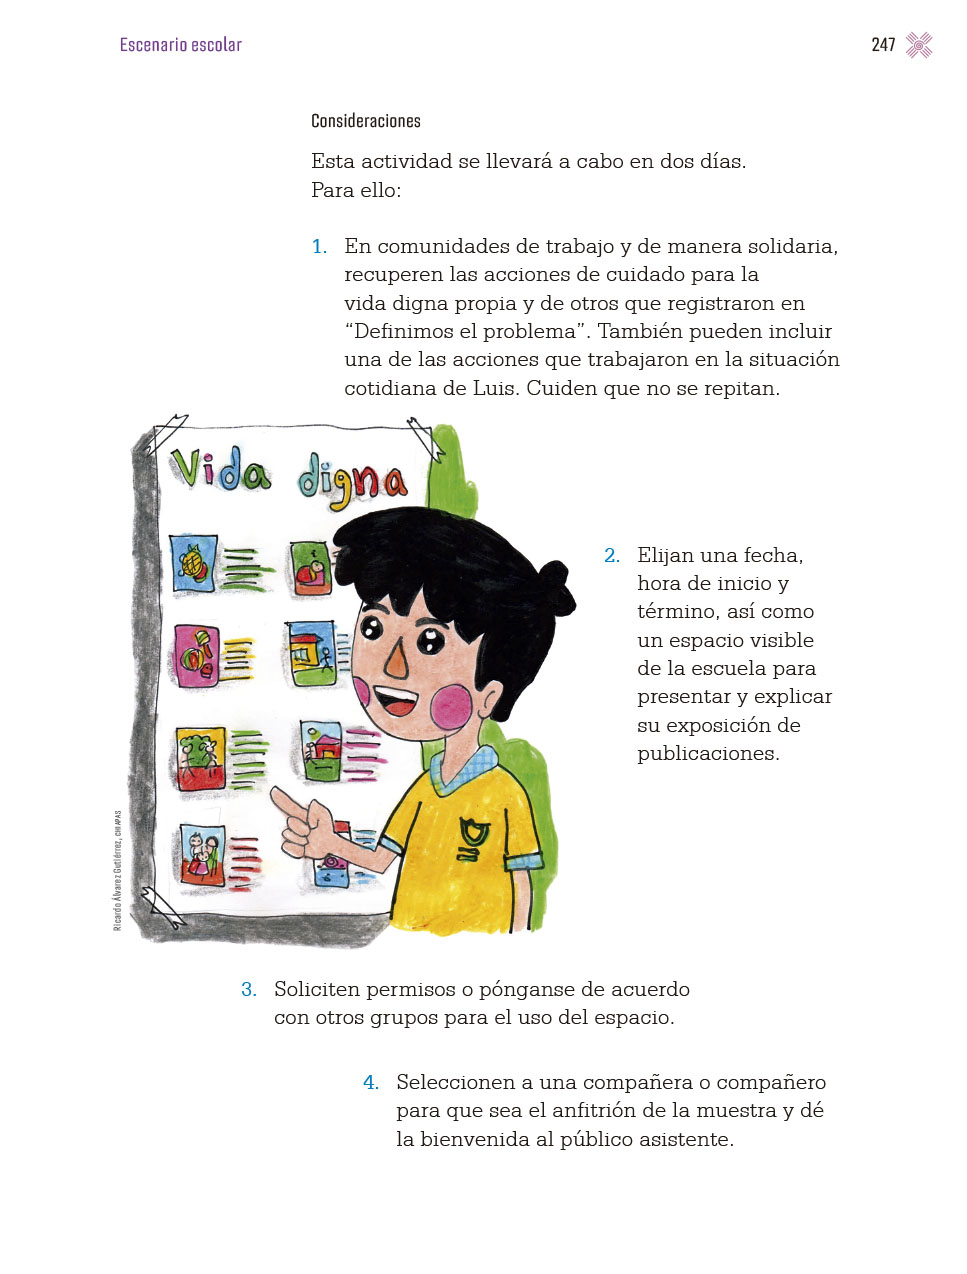 Escenario escolar
247
Consideraciones
Esta actividad se llevará a cabo en dos días.
Para ello:
1. En comunidades de trabajo y de manera solidaria,
recuperen las acciones de cuidado para la
vida digna propia y de otros que registraron en
“Definimos el problema”. También pueden incluir
una de las acciones que trabajaron en la situación
cotidiana de Luis. Cuiden que no se repitan.
Vida digna
2. Elijan una fecha,
hora de inicio y
término, así como
un espacio visible
de la escuela para
presentar y explicar
su exposición de
publicaciones.
Ricardo Álvarez Gutiérrez, CHIAPAS
3. Soliciten permisos o pónganse de acuerdo
con otros grupos para el uso del espacio.
4. Seleccionen a una compañera o compañero
para que sea el anfitrión de la muestra y dé
la bienvenida al público asistente.